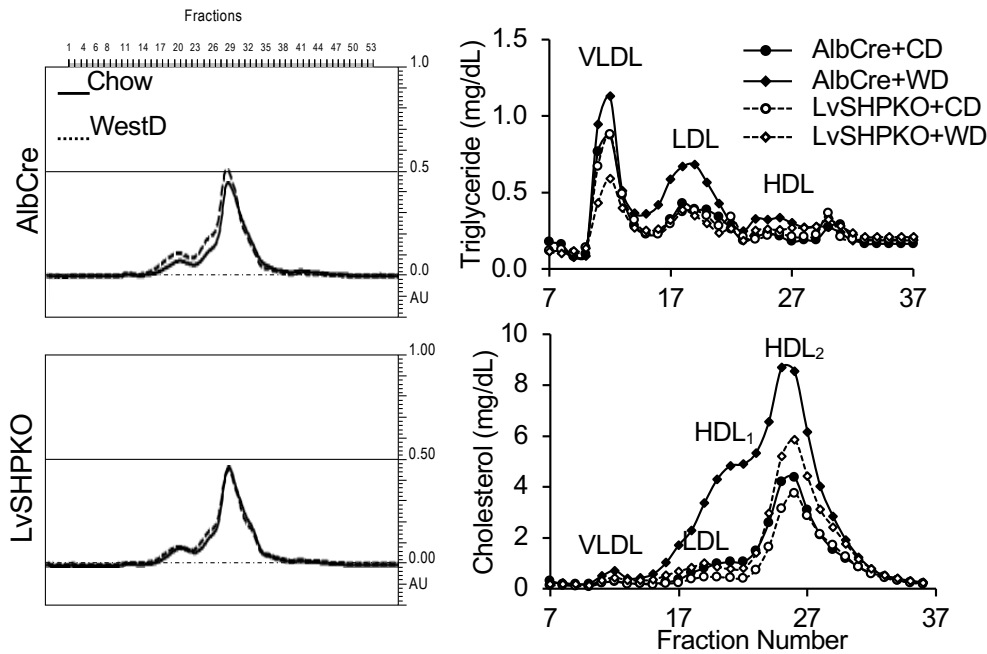 Fractions
1 3 6 8 11 14 17 20 23 26 29 32 35 38 41 44 47 50 53
Chow
WestD
AlbCre
1.0
0.5
0.0
AU
LvSHPKO
1.00
0.50
0.00
AU
Triglyceride (mg/dL)
1.5
1.0
0.5
0.0
VLDL
LDL
HDL
AlbCre+CD
AlbCre+WD
LvSHPKO+CD
LvSHPKO+WD
7 17 27 37
Cholesterol (mg/dL)
10
8
6
4
2
0
VLDL
LDL
HDL₁
HDL₂
7 17 27 37
Fraction Number